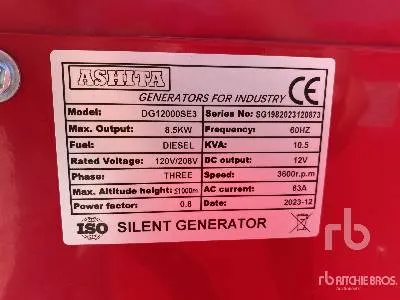 ASHITA
GENERATORS FOR INDUSTRY CE
Model: DG12000SE3 Series No: SG1982023120873
Max. Output: 8.5KW Frequency: 60HZ
Fuel: DIESEL KVA: 10.5
Rated Voltage: 120V/208V DC output: 12V
Phase: THREE Speed: 3600r.p.m
Max. Altitude height: ≤1000m AC current: 63A
Power factor: 0.8 Date: 2023-12
ISO SILENT GENERATOR
rb
rb RITCHIE BROS.
Auctioneers